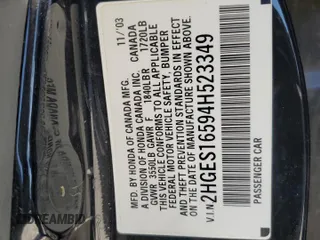 11/03
MFD. BY HONDA OF CANADA MFG.
A DIVISION OF HONDA CANADA INC. CANADA
GVWR 3550LB GAWR F 1840LB R 1720LB
THIS VEHICLE CONFORMS TO ALL APPLICABLE
FEDERAL MOTOR VEHICLE SAFETY, BUMPER
AND THEFT PREVENTION STANDARDS IN EFFECT
ON THE DATE OF MANUFACTURE SHOWN ABOVE.
V.I.N. 2HGES16594H523349
PASSENGER CAR